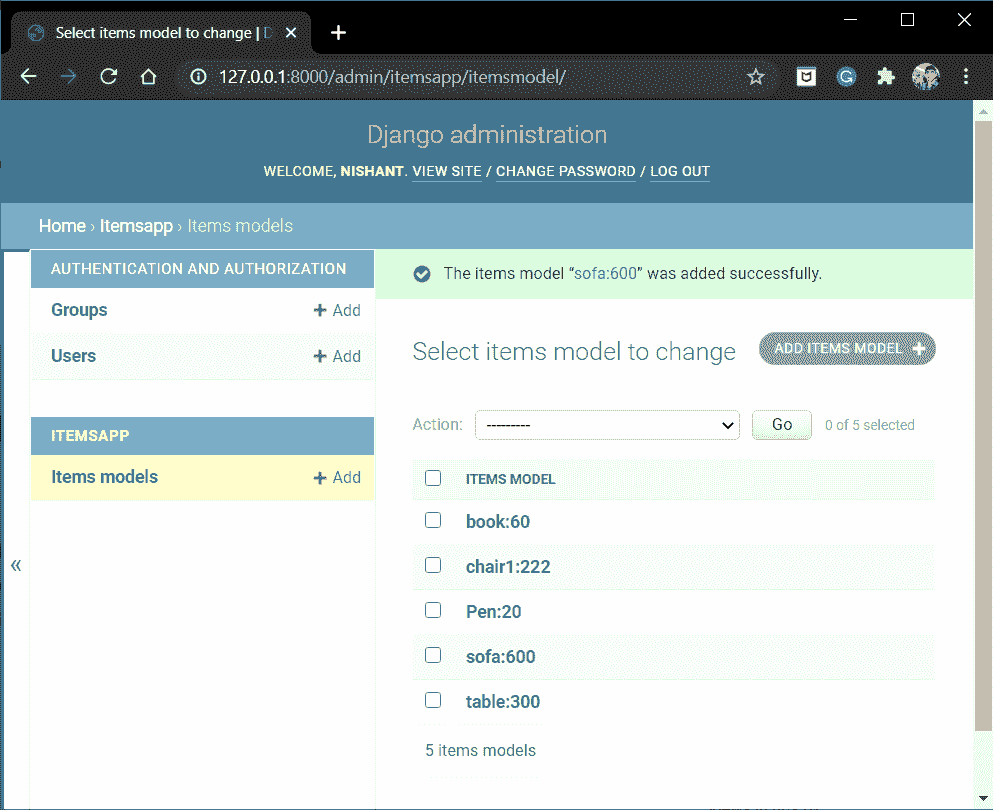 Select items model to change | D
127.0.0.1:8000/admin/itemsapp/itemsmodel/
Django administration
WELCOME, NISHANT. VIEW SITE / CHANGE PASSWORD / LOG OUT
Home › Itemsapp › Items models
AUTHENTICATION AND AUTHORIZATION
Groups + Add
Users + Add
ITEMSAPP
Items models + Add
«
The items model “sofa:600” was added successfully.
Select items model to change
ADD ITEMS MODEL +
Action: --------- Go 0 of 5 selected
ITEMS MODEL
book:60
chair1:222
Pen:20
sofa:600
table:300
5 items models